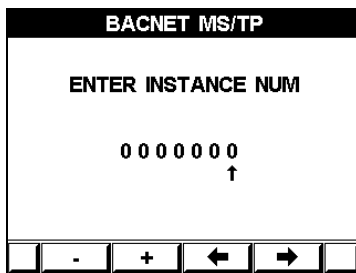 BACNET MS/TP
ENTER INSTANCE NUM
0000000
↑
- + ← →